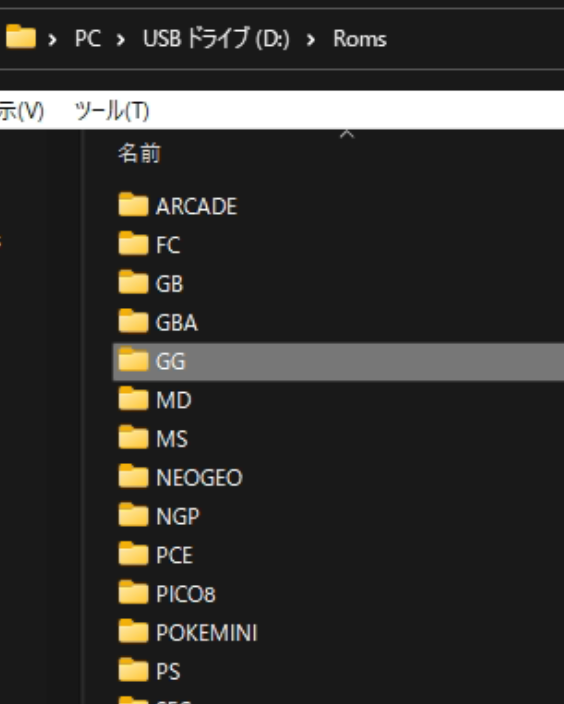 PC › USB ドライブ (D:) › Roms
示(V) ツール(T)
名前
ARCADE
FC
GB
GBA
GG
MD
MS
NEOGEO
NGP
PCE
PICO8
POKEMINI
PS